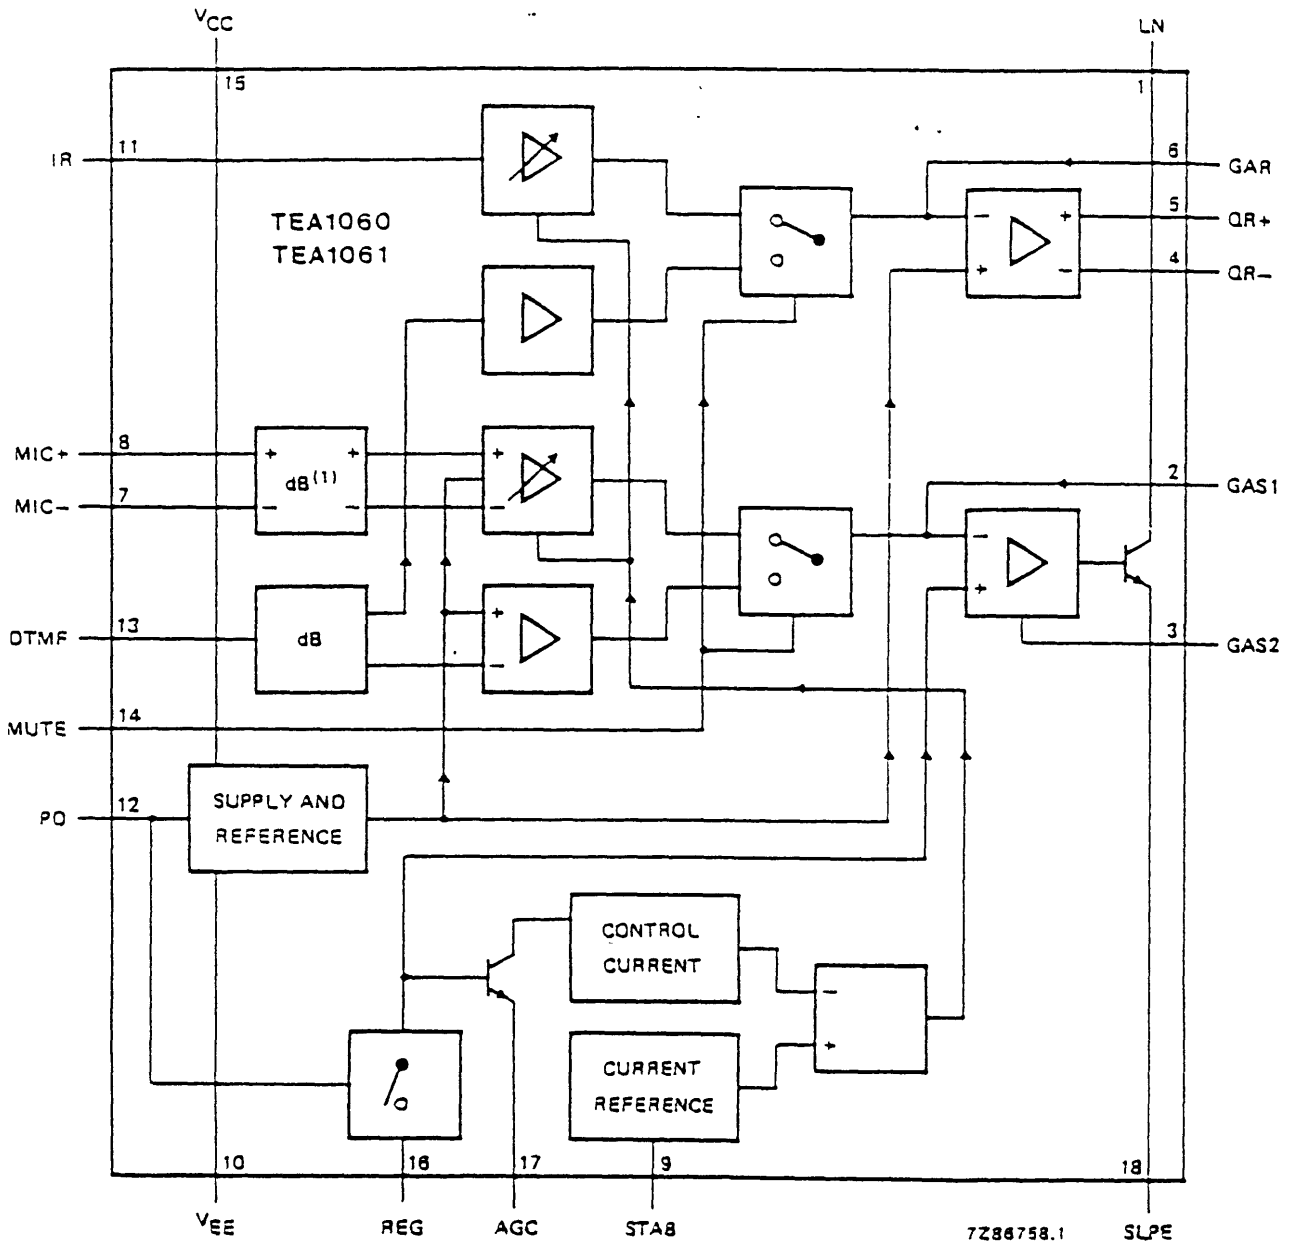 VCC
LN
15
1
IR
11
6
GAR
TEA1060
TEA1061
5
QR+
4
QR−
−
+
+
−
MIC+
8
+
+
dB(1)
+
2
GAS1
MIC−
7
−
−
−
−
+
DTMF
13
dB
+
−
3
GAS2
MUTE
14
PO
12
SUPPLY AND
REFERENCE
CONTROL
CURRENT
−
+
CURRENT
REFERENCE
10
16
17
9
18
VEE
REG
AGC
STAB
7Z86758.1
SLPE